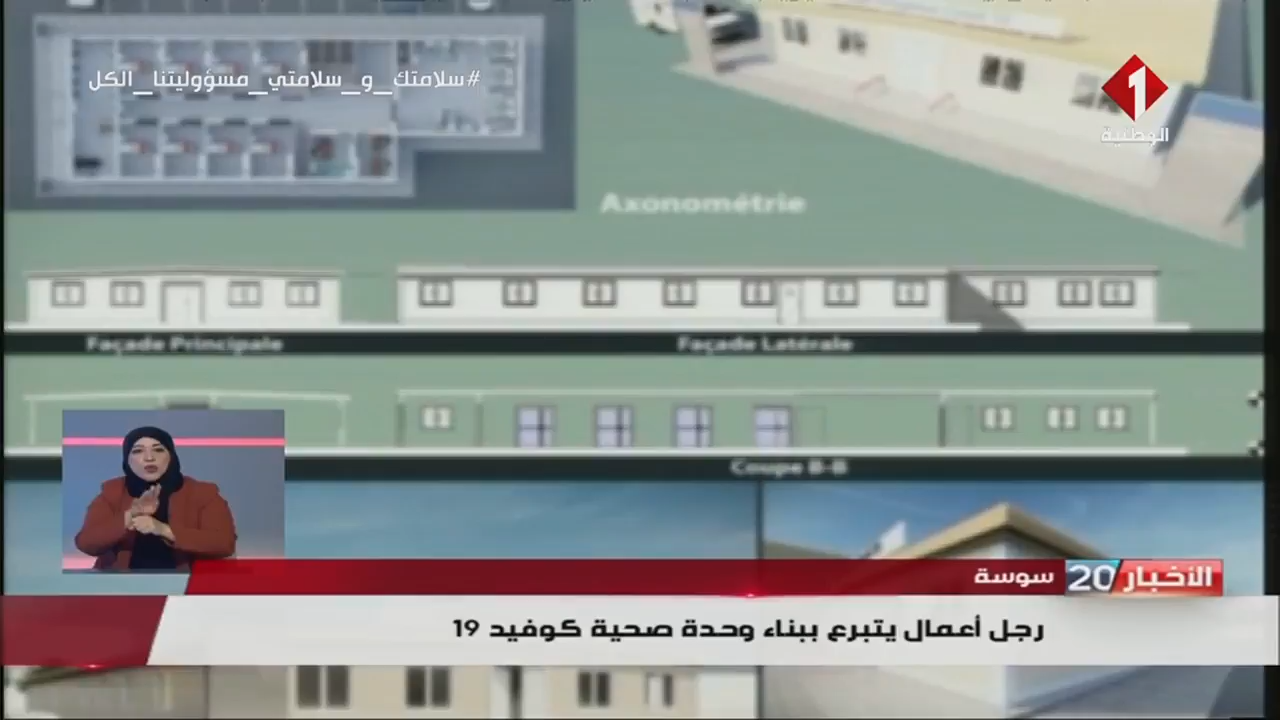 #سلامتك_و_سلامتي_مسؤوليتنا_الكل
1
الوطنية
Axonométrie
Façade Principale
Façade Latérale
Coupe B-B
الأخبار 20
سوسة
رجل أعمال يتبرع ببناء وحدة صحية كوفيد 19